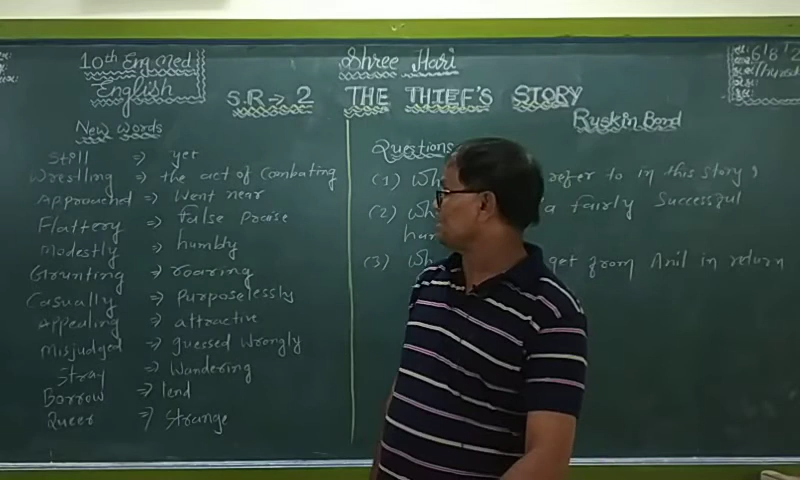 10th Eng Med
English
Shree Hari
S.R → 2 THE THIEF'S STORY
Ruskin Bond
New Words
Still ⇒ yet
Wrestling ⇒ the act of Combating
Approached ⇒ Went near
Flattery ⇒ false praise
Modestly ⇒ humbly
Grunting ⇒ roaring
Casually ⇒ Purposelessly
Appealing ⇒ attractive
Misjudged ⇒ guessed wrongly
Stray ⇒ Wandering
Borrow ⇒ lend
Queer ⇒ Strange
Questions
(1) refer to in this story ?
(2) a fairly Successful
(3) get from Anil in return